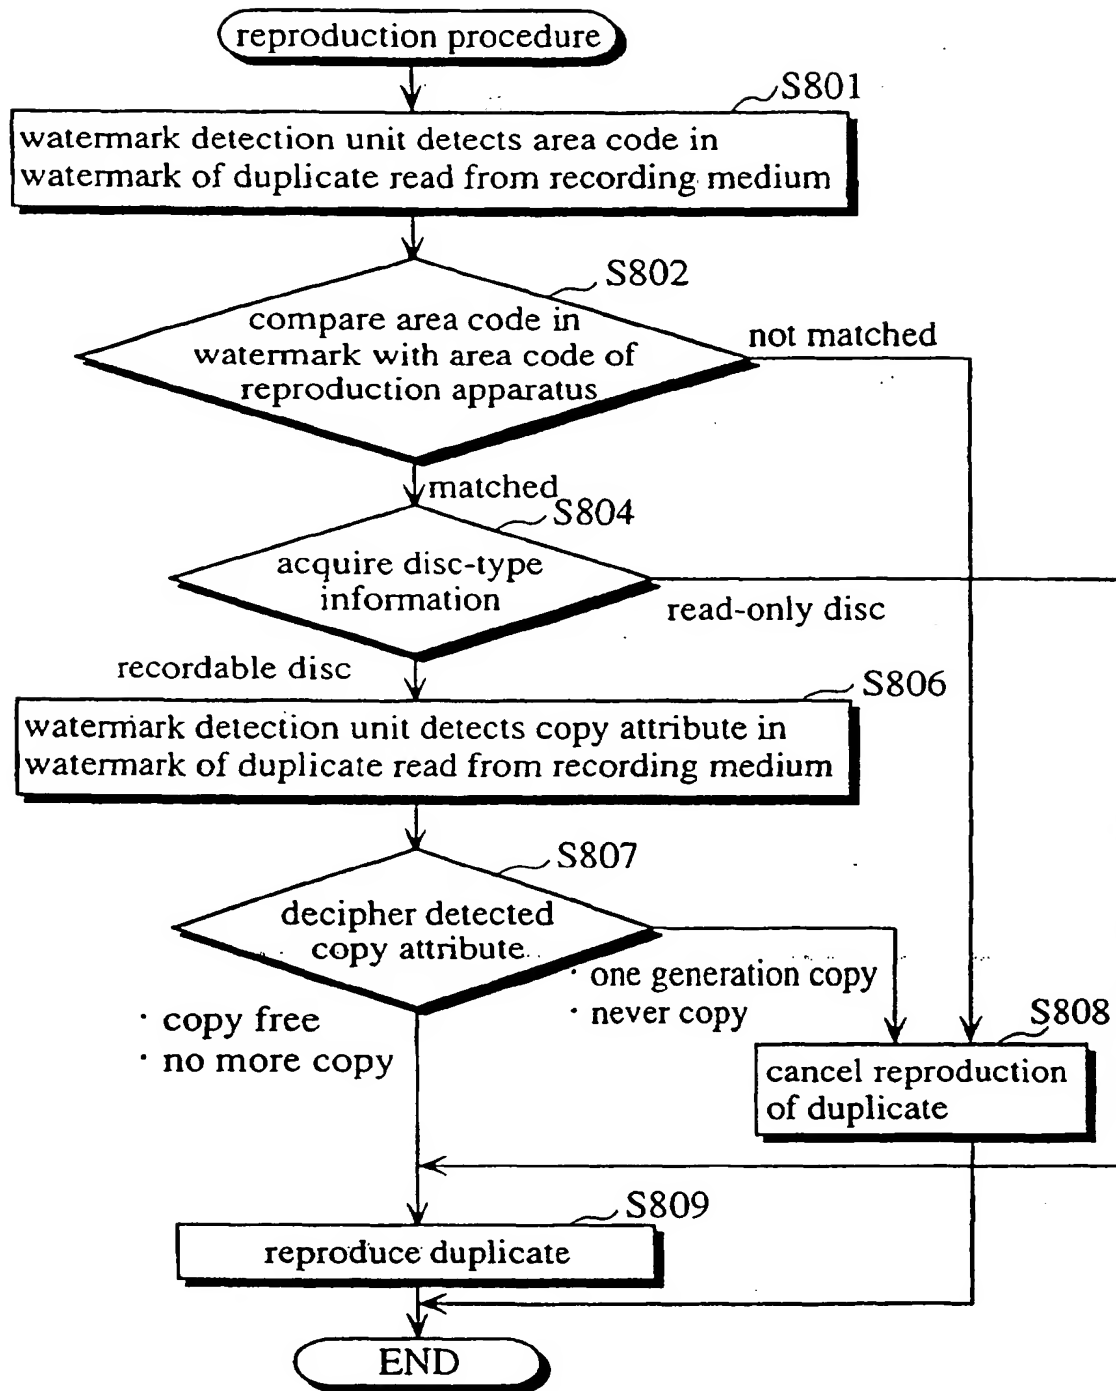 reproduction procedure
S801
watermark detection unit detects area code in
watermark of duplicate read from recording medium
S802
compare area code in
watermark with area code of
reproduction apparatus
not matched
matched
S804
acquire disc-type
information
read-only disc
recordable disc
S806
watermark detection unit detects copy attribute in
watermark of duplicate read from recording medium
S807
decipher detected
copy attribute
· one generation copy
· never copy
· copy free
· no more copy
S808
cancel reproduction
of duplicate
S809
reproduce duplicate
END